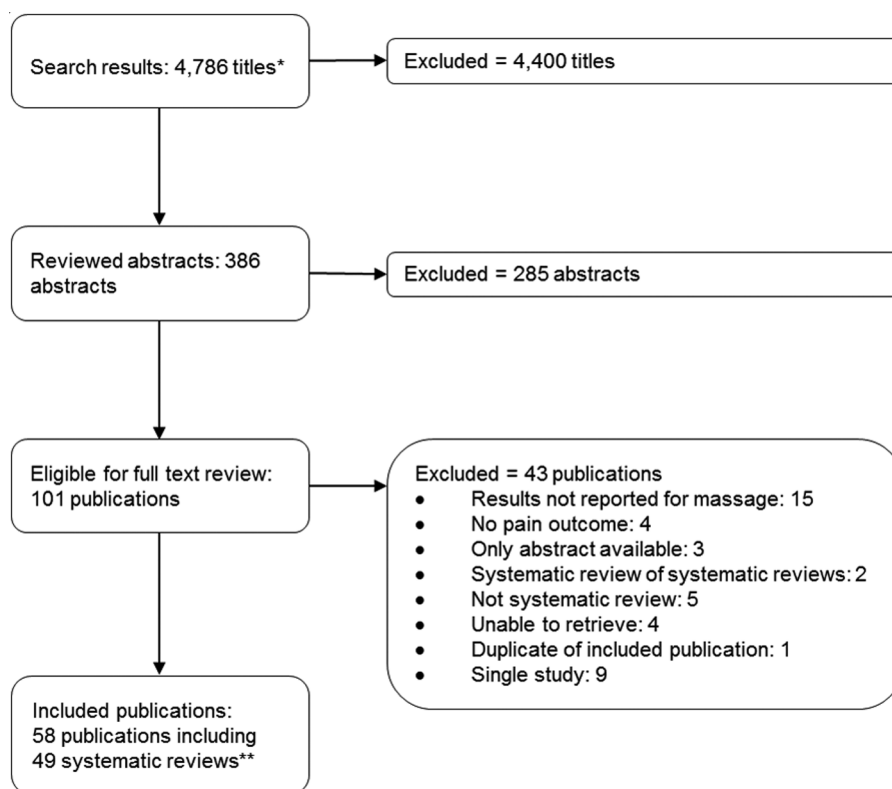 Search results: 4,786 titles*
Excluded = 4,400 titles
Reviewed abstracts: 386
abstracts
Excluded = 285 abstracts
Eligible for full text review:
101 publications
Excluded = 43 publications
• Results not reported for massage: 15
• No pain outcome: 4
• Only abstract available: 3
• Systematic review of systematic reviews: 2
• Not systematic review: 5
• Unable to retrieve: 4
• Duplicate of included publication: 1
• Single study: 9
Included publications:
58 publications including
49 systematic reviews**